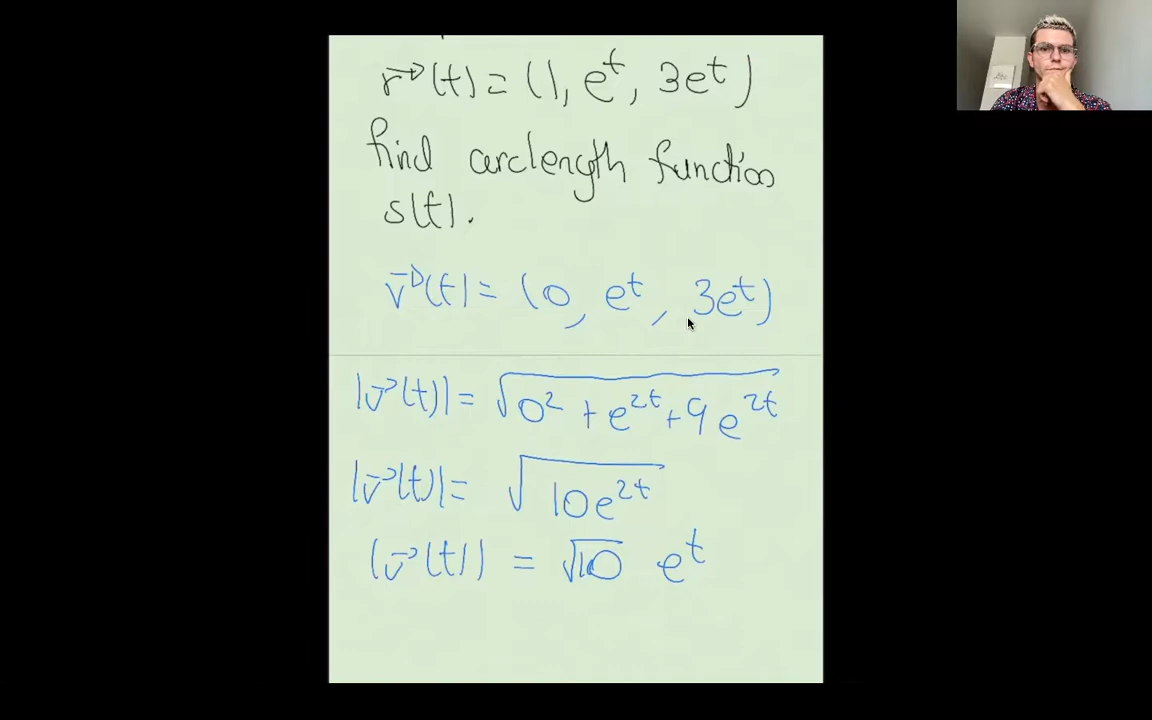 r⃗(t) = (1, e^t, 3e^t)
find arclength function
s(t).
v⃗(t) = (0, e^t, 3e^t)
|v⃗(t)| = √(0² + e^{2t} + 9e^{2t})
|v⃗(t)| = √(10e^{2t})
|v⃗(t)| = √10 e^t